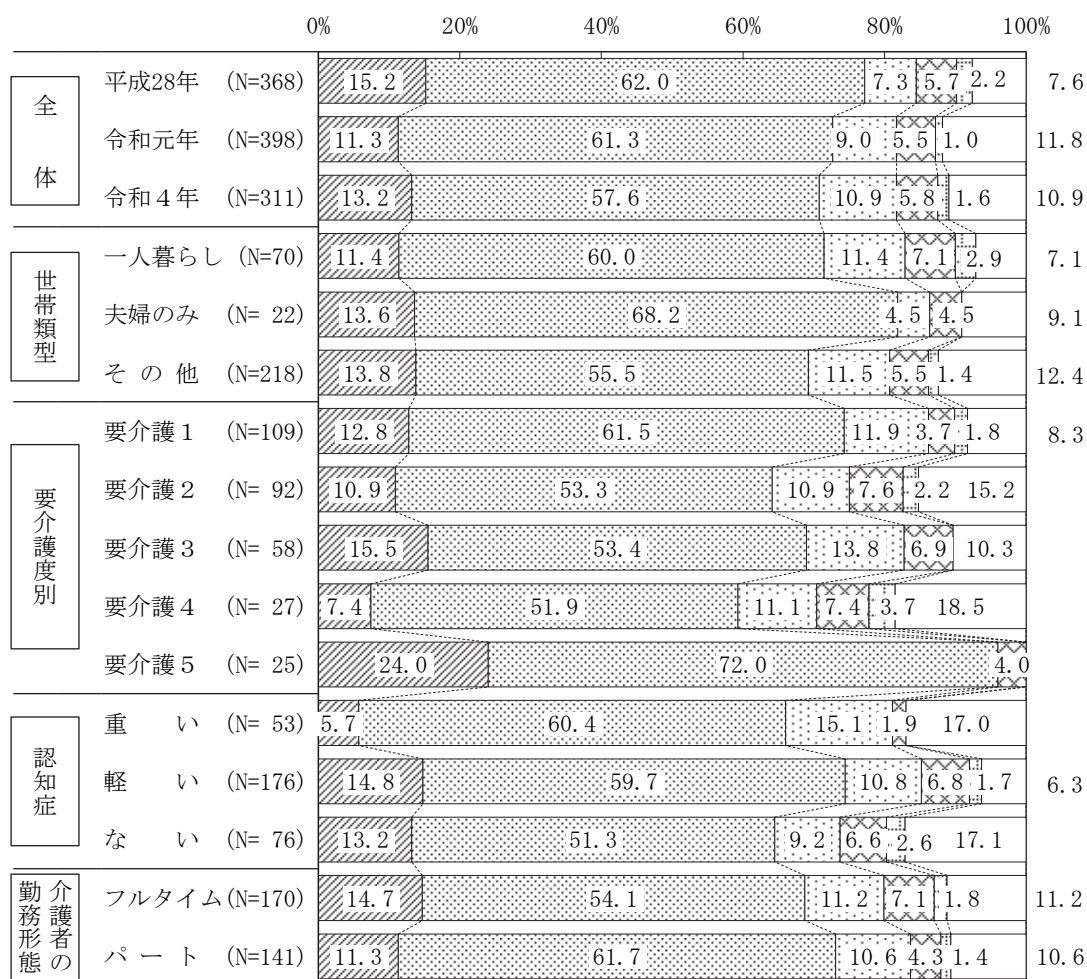 0% 20% 40% 60% 80% 100%
全体
平成28年 (N=368) 15.2 62.0 7.3 5.7 2.2 7.6
令和元年 (N=398) 11.3 61.3 9.0 5.5 1.0 11.8
令和４年 (N=311) 13.2 57.6 10.9 5.8 1.6 10.9
世帯類型
一人暮らし (N=70) 11.4 60.0 11.4 7.1 2.9 7.1
夫婦のみ (N= 22) 13.6 68.2 4.5 4.5 9.1
そ の 他 (N=218) 13.8 55.5 11.5 5.5 1.4 12.4
要介護度別
要介護１ (N=109) 12.8 61.5 11.9 3.7 1.8 8.3
要介護２ (N= 92) 10.9 53.3 10.9 7.6 2.2 15.2
要介護３ (N= 58) 15.5 53.4 13.8 6.9 10.3
要介護４ (N= 27) 7.4 51.9 11.1 7.4 3.7 18.5
要介護５ (N= 25) 24.0 72.0 4.0
認知症
重 い (N= 53) 5.7 60.4 15.1 1.9 17.0
軽 い (N=176) 14.8 59.7 10.8 6.8 1.7 6.3
な い (N= 76) 13.2 51.3 9.2 6.6 2.6 17.1
介護者の
勤務形態
フルタイム (N=170) 14.7 54.1 11.2 7.1 1.8 11.2
パ ー ト (N=141) 11.3 61.7 10.6 4.3 1.4 10.6